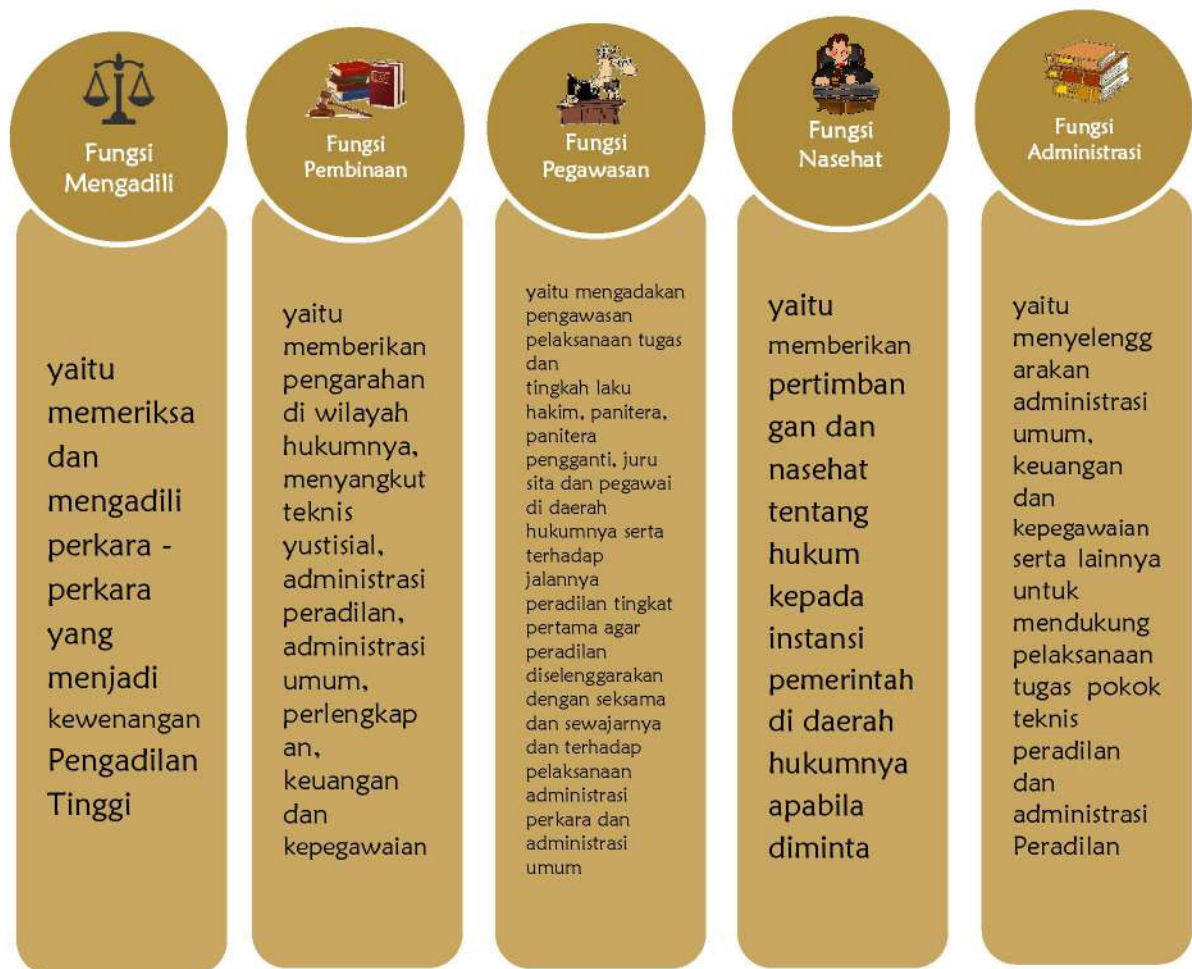 Fungsi
Mengadili
yaitu
memeriksa
dan
mengadili
perkara -
perkara
yang
menjadi
kewenangan
Pengadilan
Tinggi
Fungsi
Pembinaan
yaitu
memberikan
pengarahan
di wilayah
hukumnya,
menyangkut
teknis
yustisial,
administrasi
peradilan,
administrasi
umum,
perlengkap
an,
keuangan
dan
kepegawaian
Fungsi
Pegawasan
yaitu mengadakan
pengawasan
pelaksanaan tugas
dan
tingkah laku
hakim, panitera,
panitera
pengganti, juru
sita dan pegawai
di daerah
hukumnya serta
terhadap
jalannya
peradilan tingkat
pertama agar
peradilan
diselenggarakan
dengan seksama
dan sewajarnya
dan terhadap
pelaksanaan
administrasi
perkara dan
administrasi
umum
Fungsi
Nasehat
yaitu
memberikan
pertimban
gan dan
nasehat
tentang
hukum
kepada
instansi
pemerintah
di daerah
hukumnya
apabila
diminta
Fungsi
Administrasi
yaitu
menyelengg
arakan
administrasi
umum,
keuangan
dan
kepegawaian
serta lainnya
untuk
mendukung
pelaksanaan
tugas pokok
teknis
peradilan
dan
administrasi
Peradilan